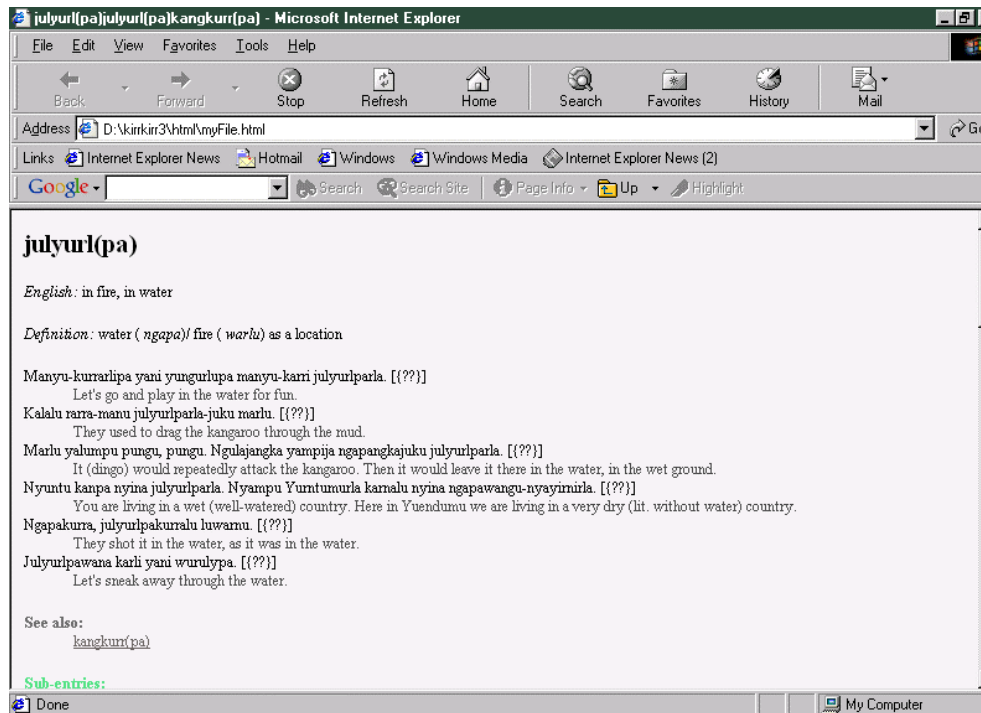 julyurl(pa)julyurl(pa)kangkurr(pa) - Microsoft Internet Explorer
File Edit View Favorites Tools Help
Back Forward Stop Refresh Home Search Favorites History Mail
Address D:\kirrkirr3\html\myFile.html Go
Links Internet Explorer News Hotmail Windows Windows Media Internet Explorer News (2)
Google Search Search Site Page Info Up Highlight
julyurl(pa)
English: in fire, in water
Definition: water ( ngapa)/ fire ( warlu) as a location
Manyu-kurrarlipa yani yungurlupa manyu-karri julyurlparla. [{??}]
Let's go and play in the water for fun.
Kalalu rarra-manu julyurlparla-juku marlu. [{??}]
They used to drag the kangaroo through the mud.
Marlu yalumpu pungu, pungu. Ngulajangka yampija ngapangkajuku julyurlparla. [{??}]
It (dingo) would repeatedly attack the kangaroo. Then it would leave it there in the water, in the wet ground.
Nyuntu kanpa nyina julyurlparla. Nyampu Yurntumurla karnalu nyina ngapawangu-nyayirnirla. [{??}]
You are living in a wet (well-watered) country. Here in Yuendumu we are living in a very dry (lit. without water) country.
Ngapakurra, julyurlpakurralu luwarnu. [{??}]
They shot it in the water, as it was in the water.
Julyurlpawana karli yani wurulypa. [{??}]
Let's sneak away through the water.
See also:
kangkurr(pa)
Sub-entries:
Done My Computer